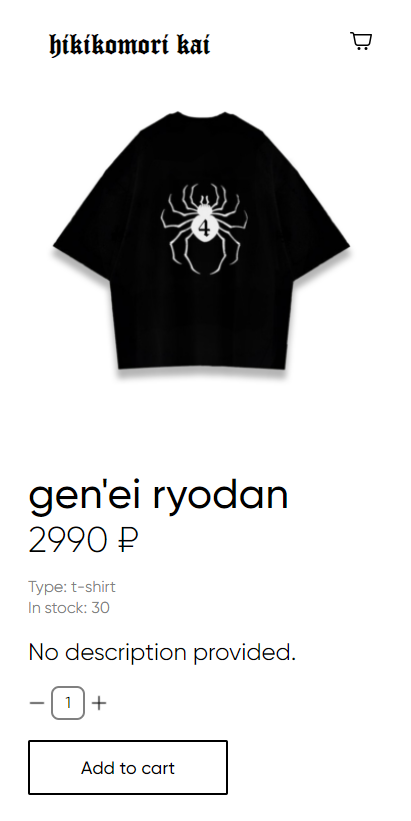 hikikomori kai
4
gen'ei ryodan
2990 ₽
Type: t-shirt
In stock: 30
No description provided.
− 1 +
Add to cart